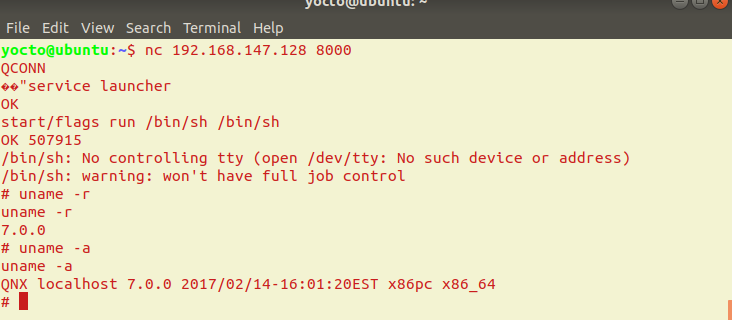 yocto@ubuntu: ~
File Edit View Search Terminal Help
yocto@ubuntu:~$ nc 192.168.147.128 8000
QCONN
��"service launcher
OK
start/flags run /bin/sh /bin/sh
OK 507915
/bin/sh: No controlling tty (open /dev/tty: No such device or address)
/bin/sh: warning: won't have full job control
# uname -r
uname -r
7.0.0
# uname -a
uname -a
QNX localhost 7.0.0 2017/02/14-16:01:20EST x86pc x86_64
#